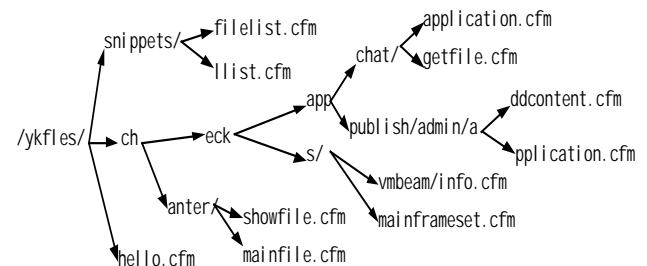 application.cfm
filelist.cfm
snippets/
chat/
getfile.cfm
llist.cfm
app
ddcontent.cfm
publish/admin/a
/ykfles/
ch
eck
pplication.cfm
s/
vmbeam/info.cfm
anter/
showfile.cfm
mainframeset.cfm
mainfile.cfm
hello.cfm